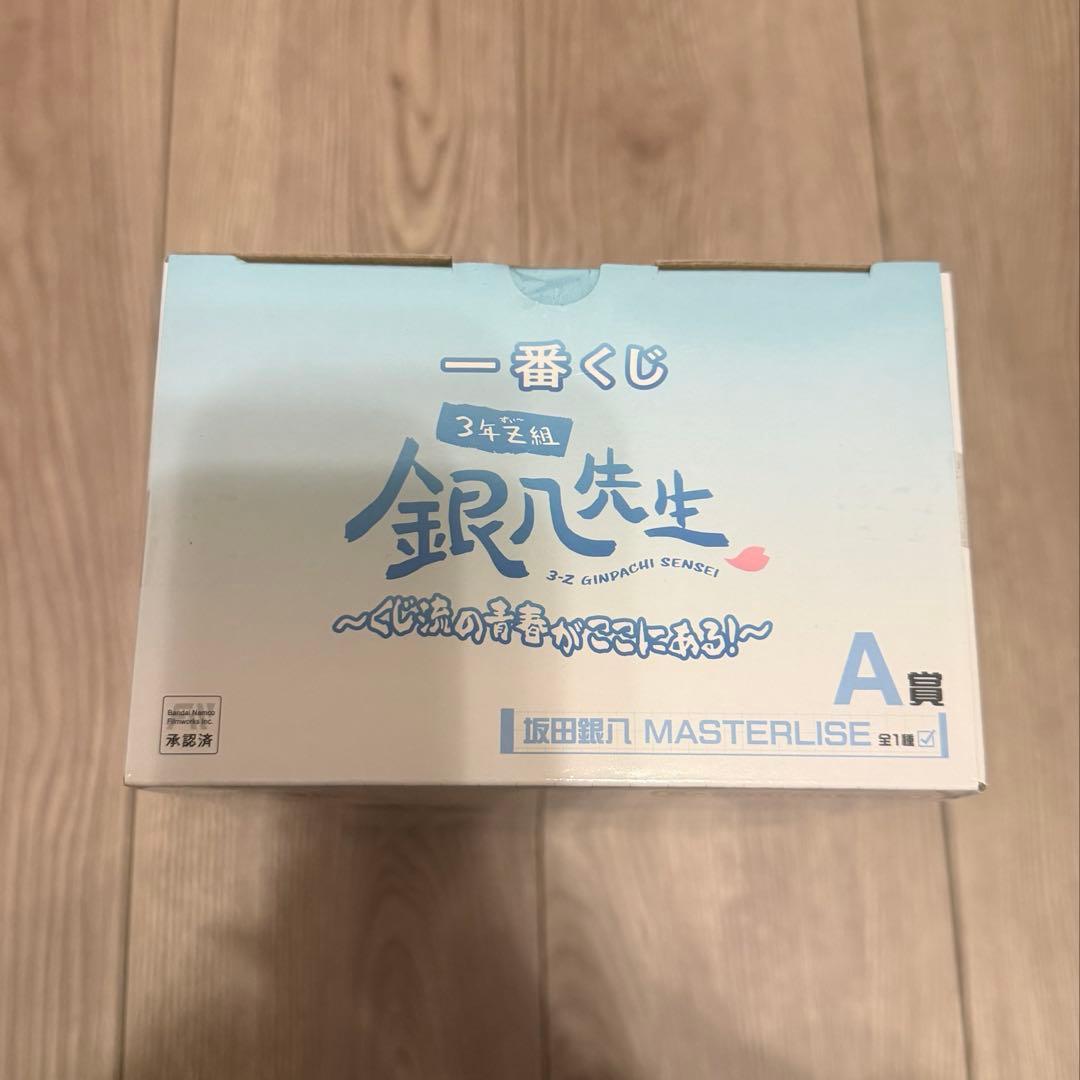 一番くじ
3年Z組
ずぃ〜
銀八先生
3-Z GINPACHI SENSEI
〜くじ流の青春がここにある!〜
A賞
坂田銀八 MASTERLISE 全1種
Bandai Namco
Filmworks Inc.
承認済